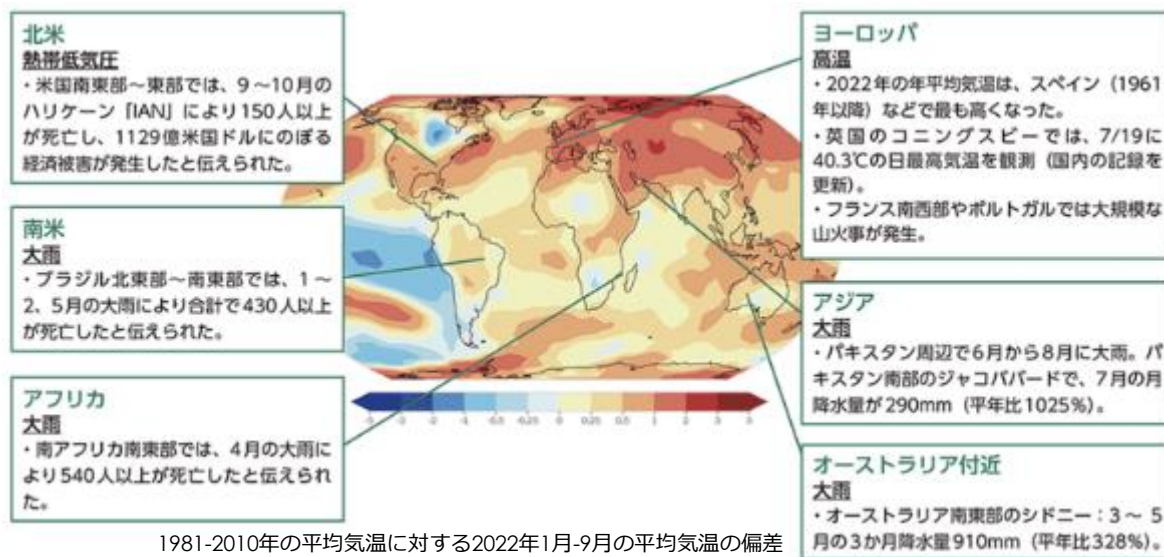 北米
熱帯低気圧
・米国南東部～東部では、9～10月の
ハリケーン「IAN」により150人以上
が死亡し、1129億米国ドルにのぼる
経済被害が発生したと伝えられた。
南米
大雨
・ブラジル北東部～南東部では、1～
2、5月の大雨により合計で430人以上
が死亡したと伝えられた。
アフリカ
大雨
・南アフリカ南東部では、4月の大雨に
より540人以上が死亡したと伝えられ
た。
ヨーロッパ
高温
・2022年の年平均気温は、スペイン（1961
年以降）などで最も高くなった。
・英国のコニングスビーでは、7/19に
40.3℃の日最高気温を観測（国内の記録を
更新）。
・フランス南西部やポルトガルでは大規模な
山火事が発生。
アジア
大雨
・パキスタン周辺で6月から8月に大雨。パ
キスタン南部のジャコババードで、7月の月
降水量が290mm（平年比1025%）。
オーストラリア付近
大雨
・オーストラリア南東部のシドニー：3～5
月の3か月降水量910mm（平年比328%）。
-5 -3 -2 -1 -0.5 -0.25 0 0.25 0.5 1 2 3 5
1981-2010年の平均気温に対する2022年1月-9月の平均気温の偏差